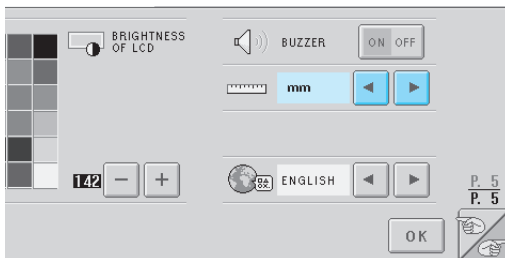 BRIGHTNESS
OF LCD
BUZZER
ON OFF
mm
142
ENGLISH
P. 5
P. 5
OK